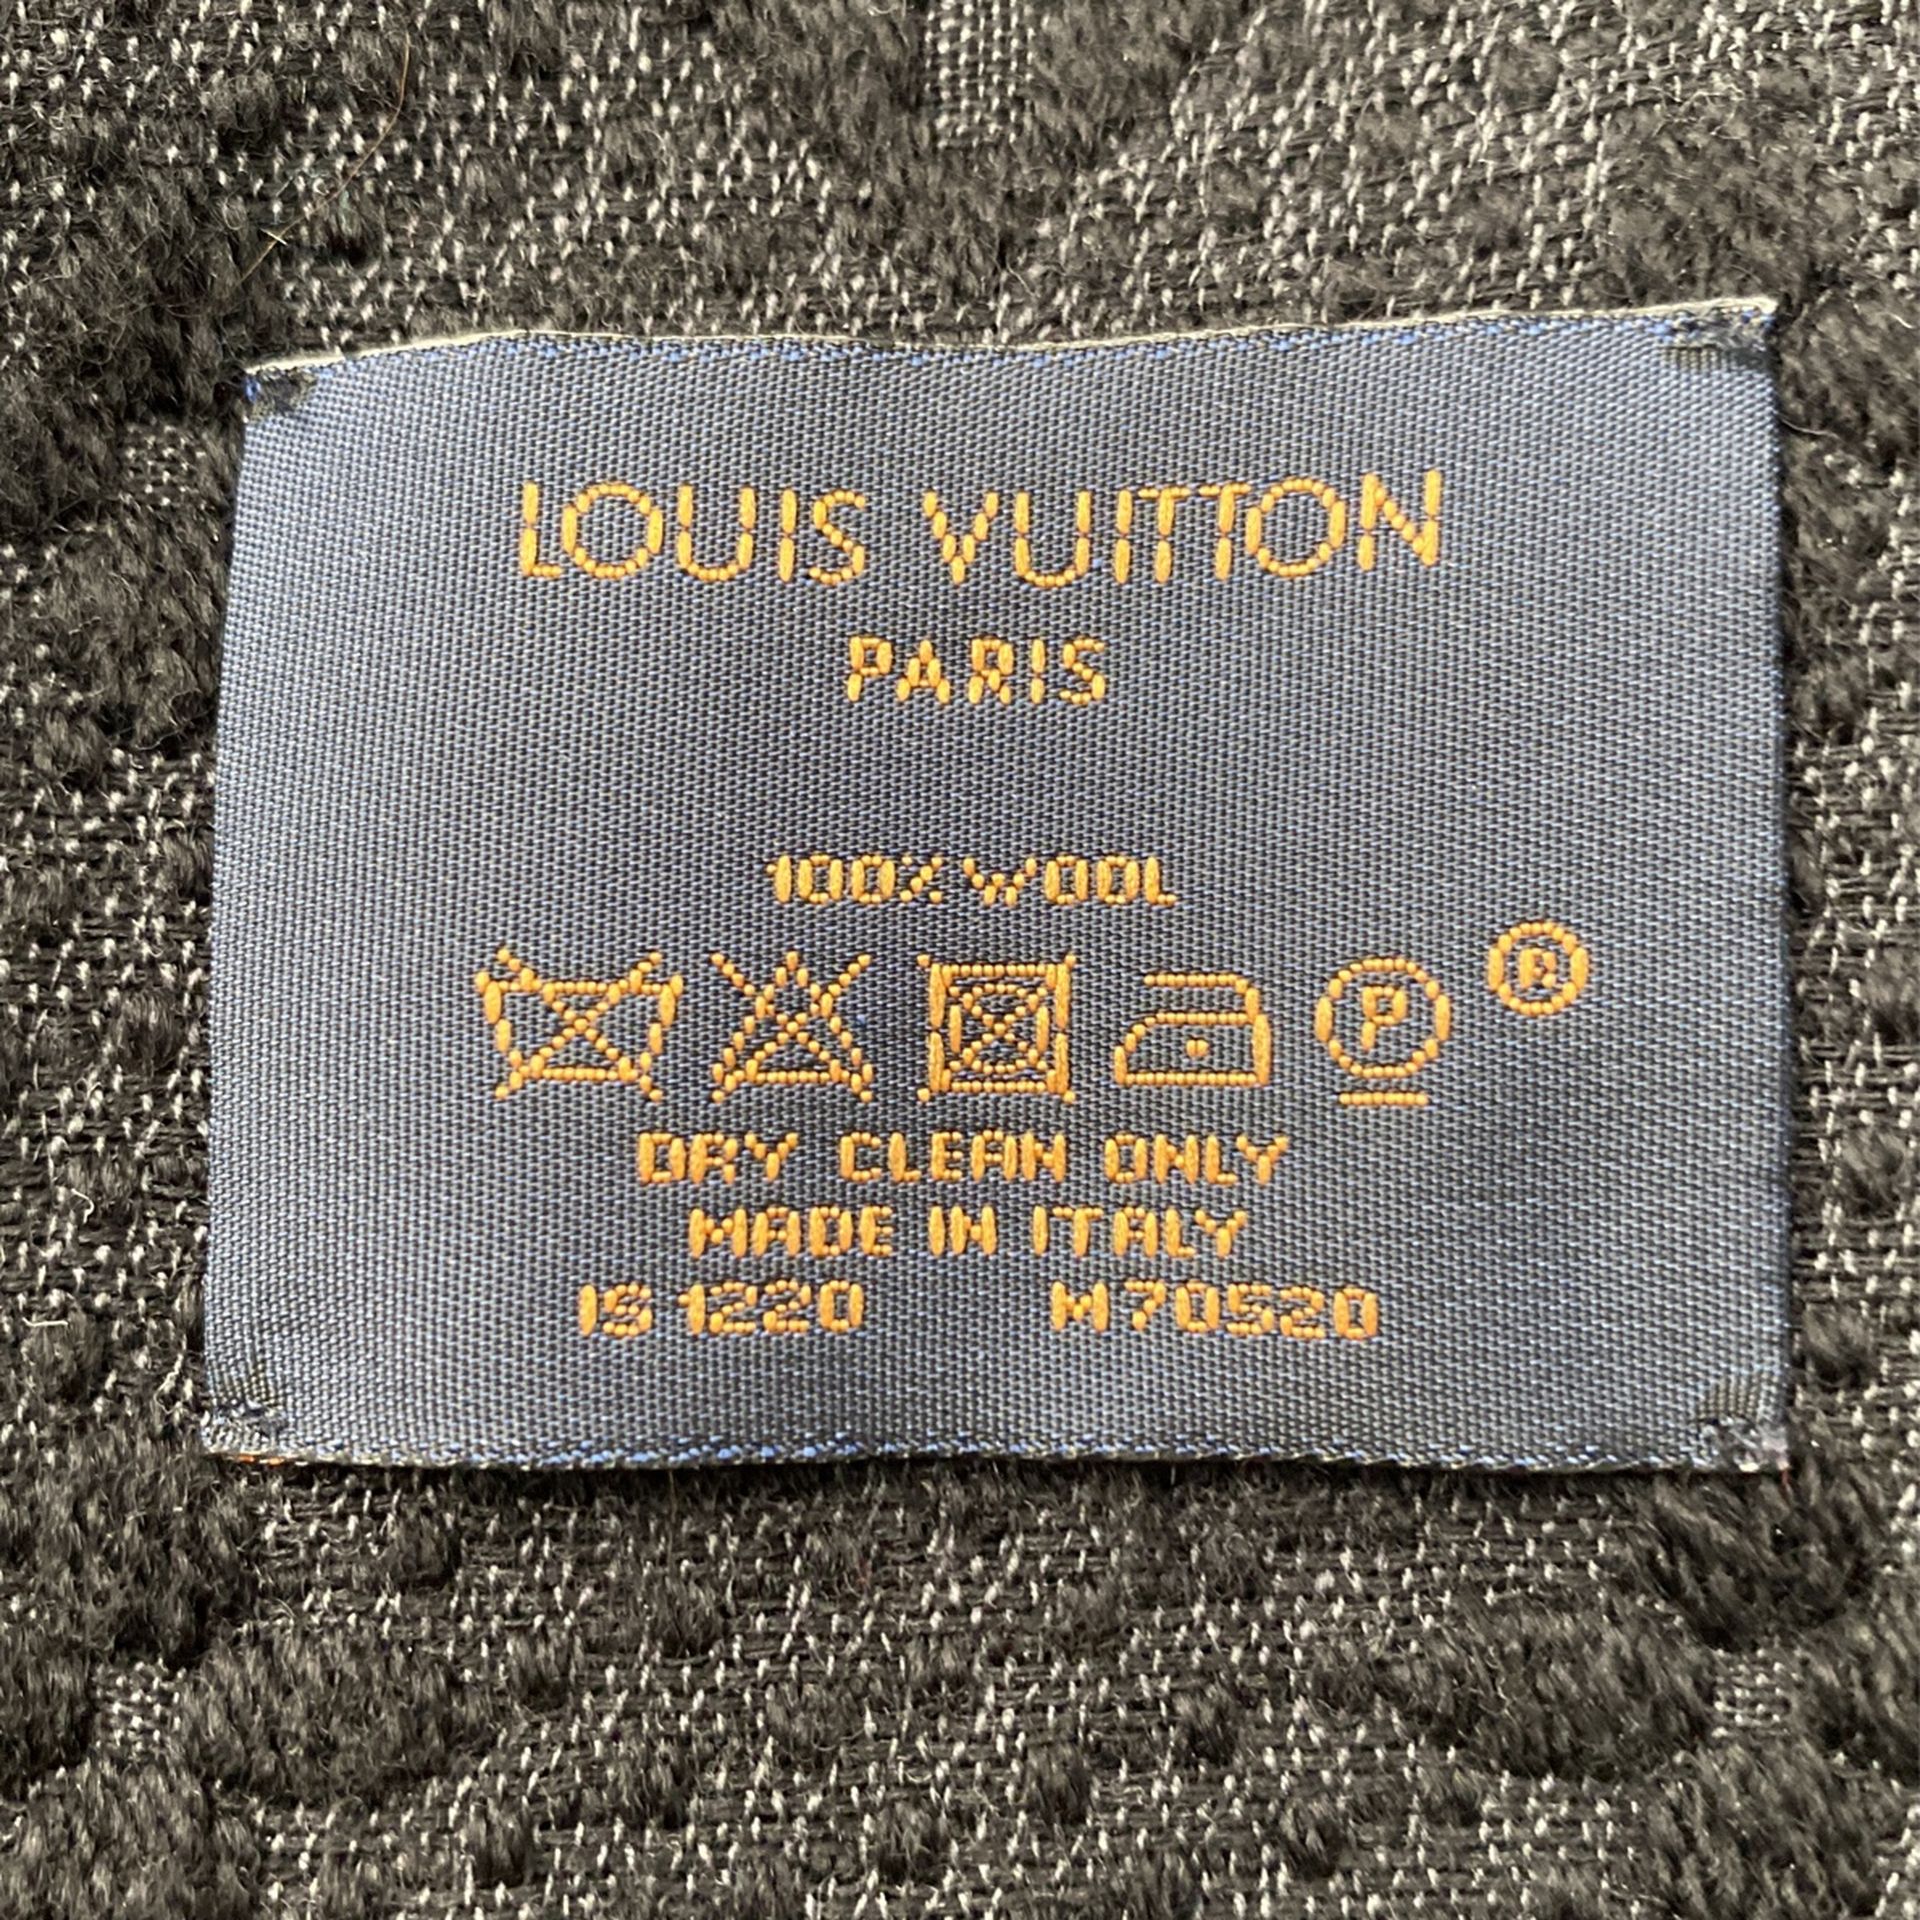 LOUIS VUITTON
PARIS
100% WOOL
P ®
DRY CLEAN ONLY
MADE IN ITALY
IS 1220 M70520